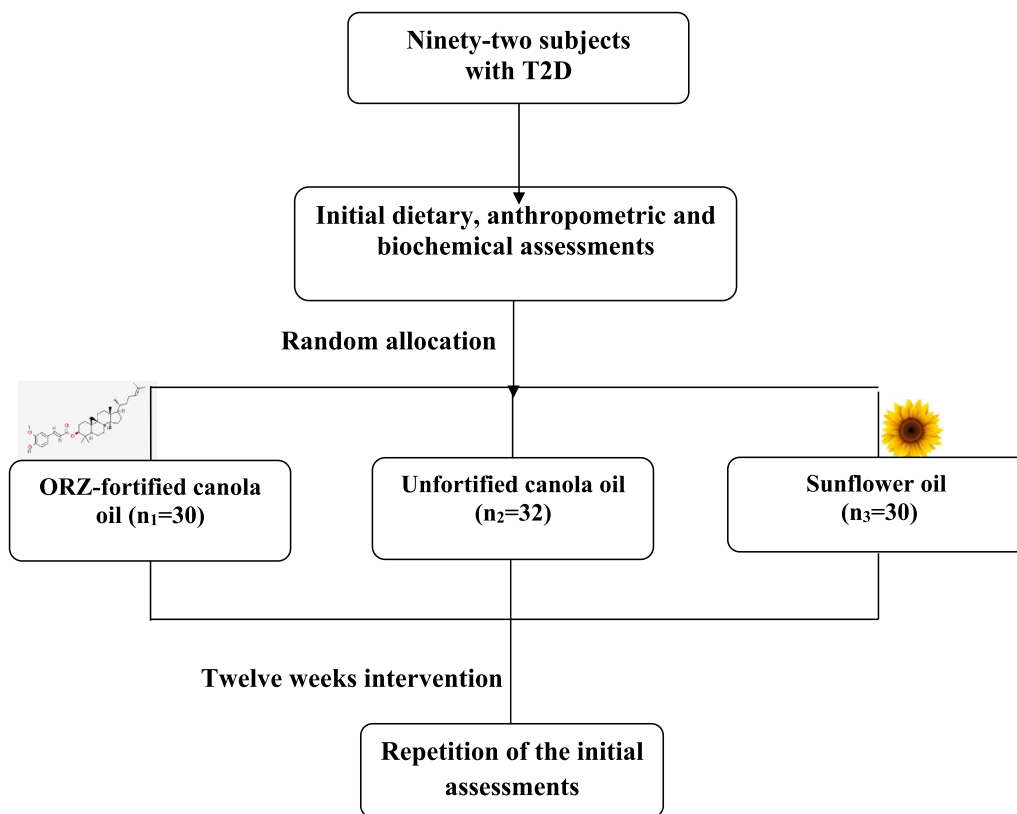 Ninety-two subjects
with T2D
Initial dietary, anthropometric and
biochemical assessments
Random allocation
ORZ-fortified canola
oil (n₁=30)
Unfortified canola oil
(n₂=32)
Sunflower oil
(n₃=30)
Twelve weeks intervention
Repetition of the initial
assessments